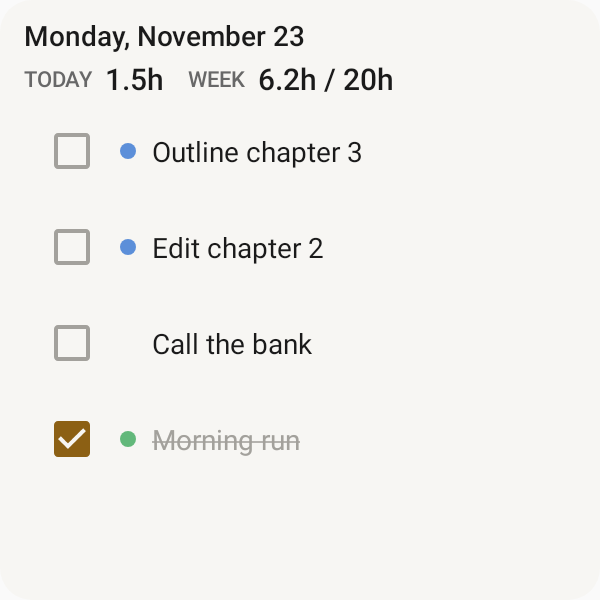 Monday, November 23
TODAY 1.5h WEEK 6.2h / 20h
Outline chapter 3
Edit chapter 2
Call the bank
Morning run